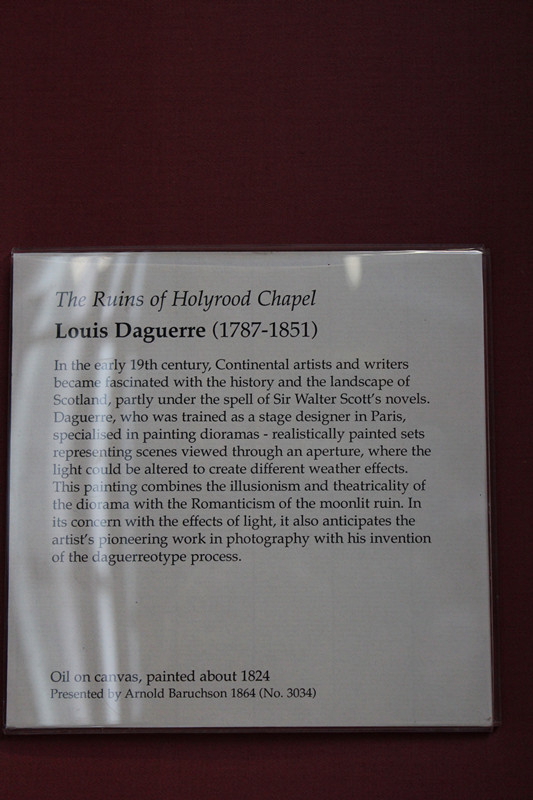 The Ruins of Holyrood Chapel
Louis Daguerre (1787-1851)
In the early 19th century, Continental artists and writers
became fascinated with the history and the landscape of
Scotland, partly under the spell of Sir Walter Scott's novels.
Daguerre, who was trained as a stage designer in Paris,
specialised in painting dioramas - realistically painted sets
representing scenes viewed through an aperture, where the
light could be altered to create different weather effects.
This painting combines the illusionism and theatricality of
the diorama with the Romanticism of the moonlit ruin. In
its concern with the effects of light, it also anticipates the
artist's pioneering work in photography with his invention
of the daguerreotype process.
Oil on canvas, painted about 1824
Presented by Arnold Baruchson 1864 (No. 3034)